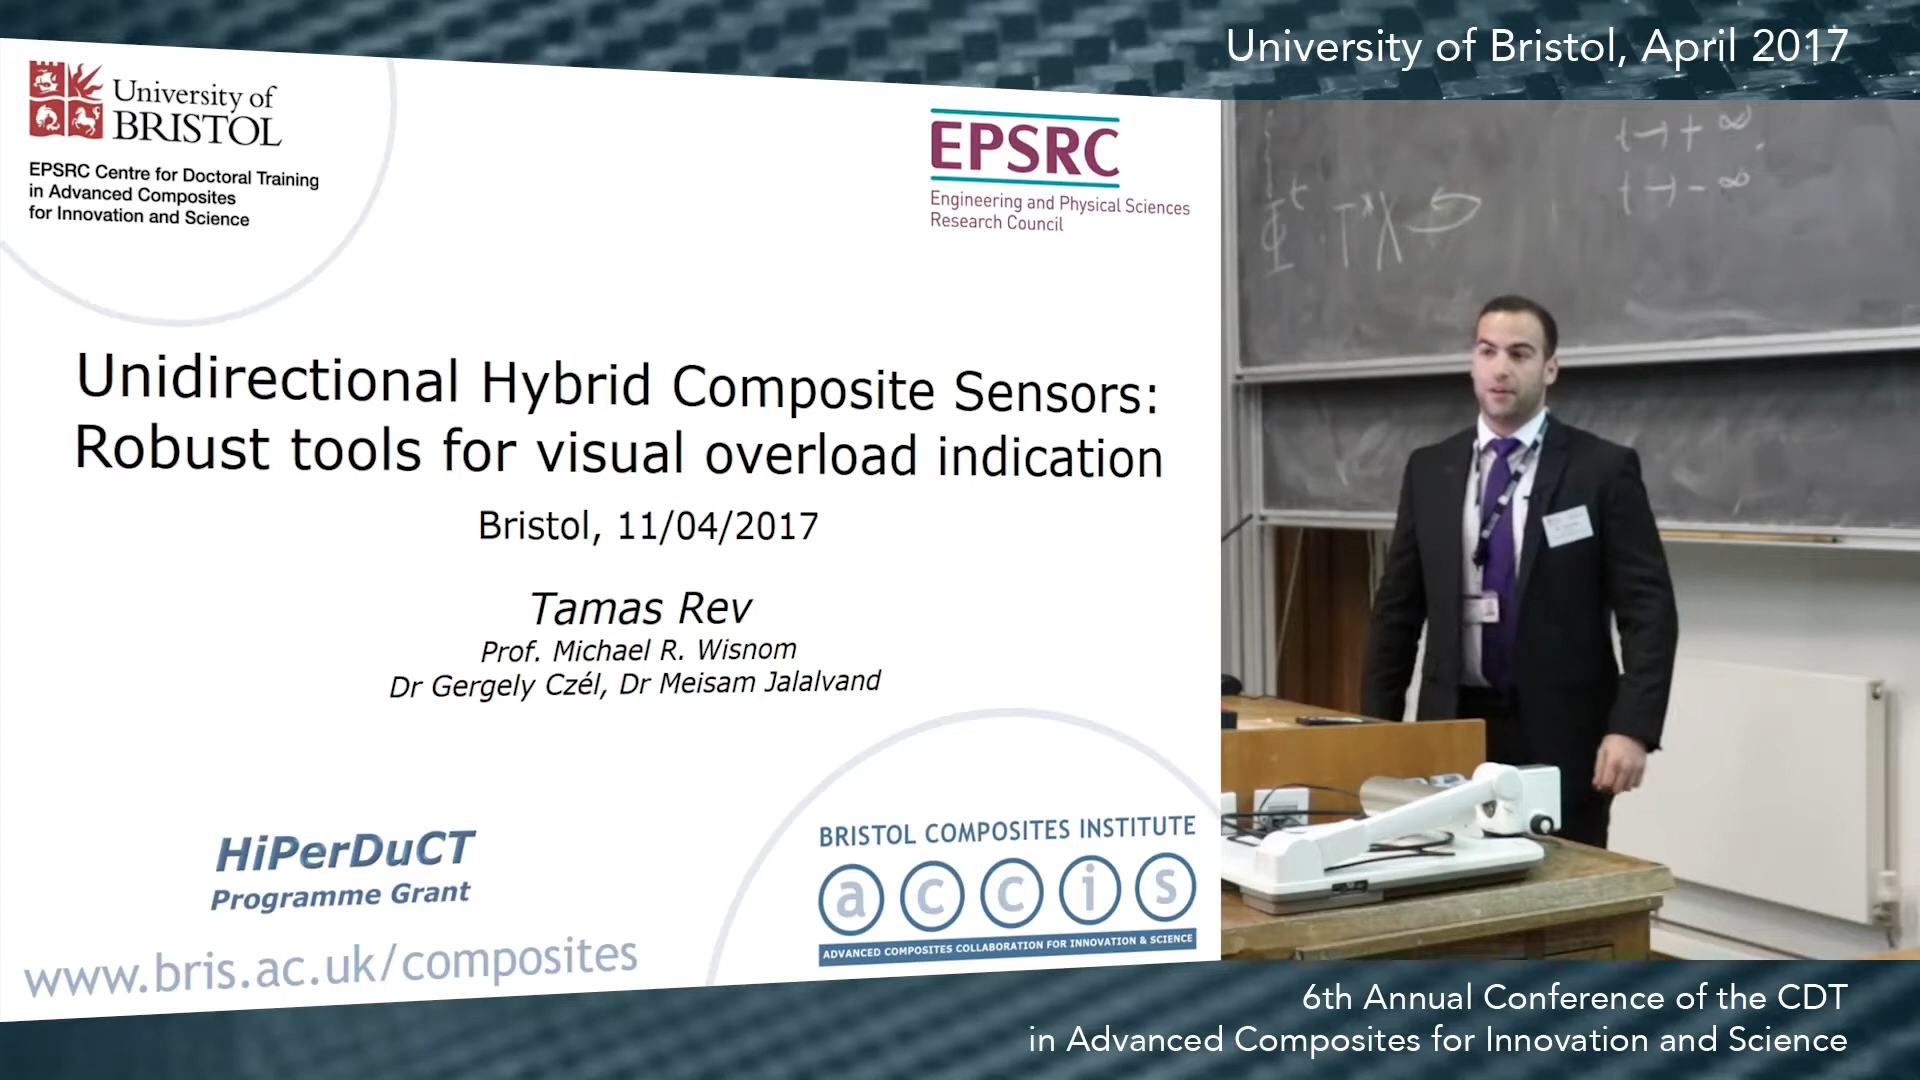 University of Bristol, April 2017
University of
BRISTOL
EPSRC Centre for Doctoral Training
in Advanced Composites
for Innovation and Science
EPSRC
Engineering and Physical Sciences
Research Council
Unidirectional Hybrid Composite Sensors:
Robust tools for visual overload indication
Bristol, 11/04/2017
Tamas Rev
Prof. Michael R. Wisnom
Dr Gergely Czél, Dr Meisam Jalalvand
HiPerDuCT
Programme Grant
www.bris.ac.uk/composites
BRISTOL COMPOSITES INSTITUTE
accis
ADVANCED COMPOSITES COLLABORATION FOR INNOVATION & SCIENCE
6th Annual Conference of the CDT
in Advanced Composites for Innovation and Science